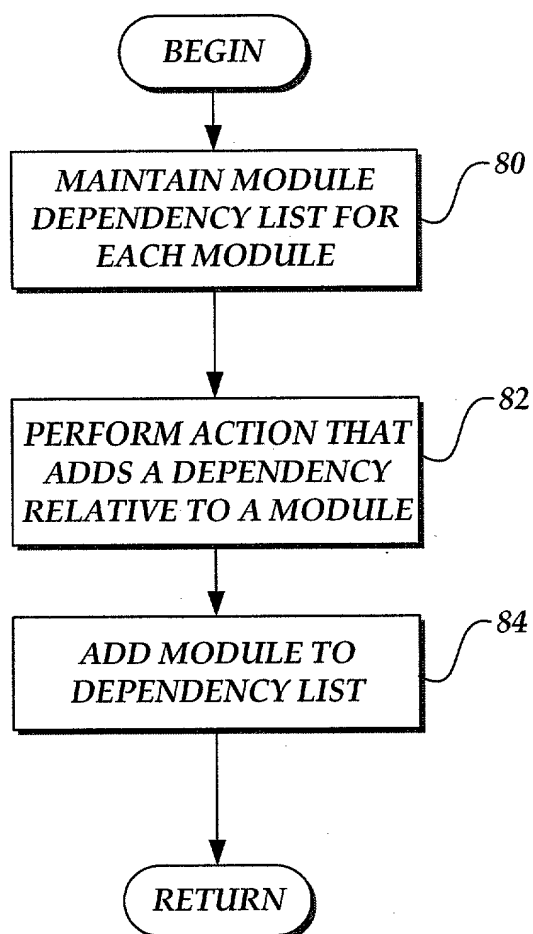 BEGIN
MAINTAIN MODULE
DEPENDENCY LIST FOR
EACH MODULE
80
PERFORM ACTION THAT
ADDS A DEPENDENCY
RELATIVE TO A MODULE
82
ADD MODULE TO
DEPENDENCY LIST
84
RETURN